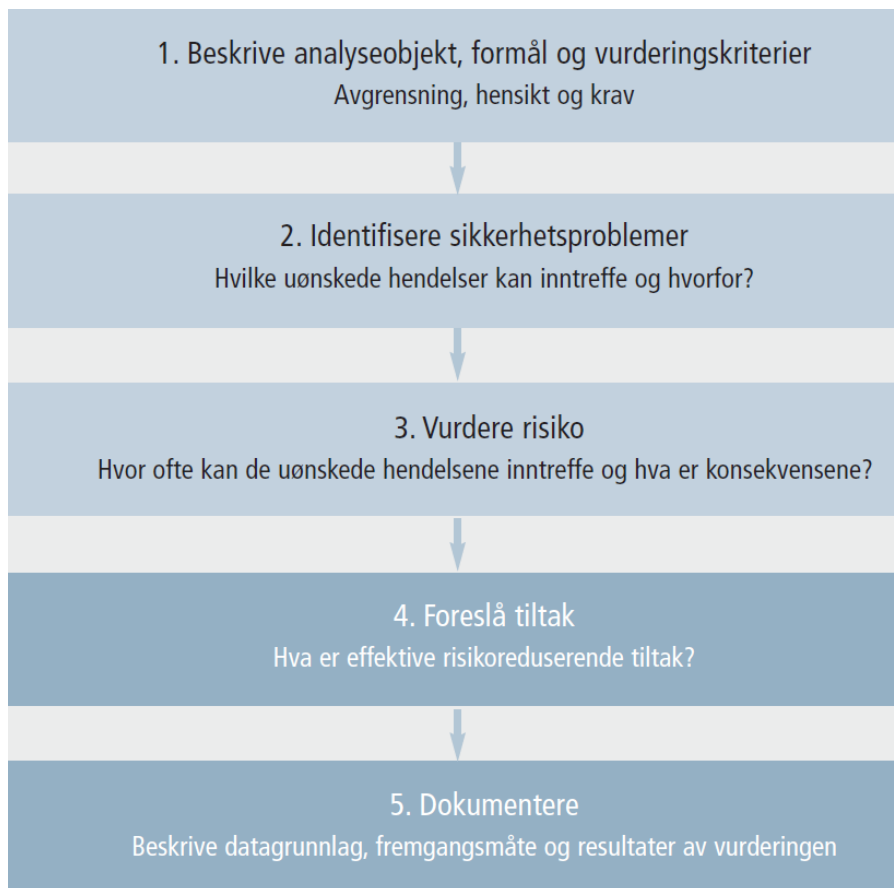 1. Beskrive analyseobjekt, formål og vurderingskriterier
Avgrensning, hensikt og krav
2. Identifisere sikkerhetsproblemer
Hvilke uønskede hendelser kan inntreffe og hvorfor?
3. Vurdere risiko
Hvor ofte kan de uønskede hendelsene inntreffe og hva er konsekvensene?
4. Foreslå tiltak
Hva er effektive risikoreduserende tiltak?
5. Dokumentere
Beskrive datagrunnlag, fremgangsmåte og resultater av vurderingen